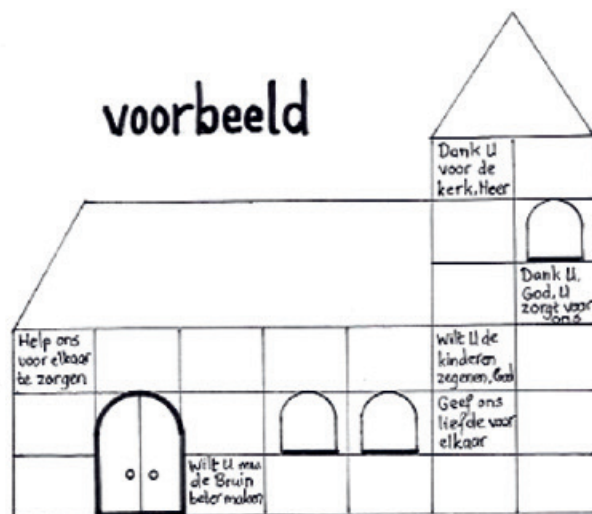 voorbeeld
Dank U
voor de
kerk, Heer
Dank U,
God, U
zorgt voor
ons
Help ons
voor elkaar
te zorgen
Wilt U de
kinderen
zegenen, God
Geef ons
liefde voor
elkaar
Wilt U
de Bruin
beter maken